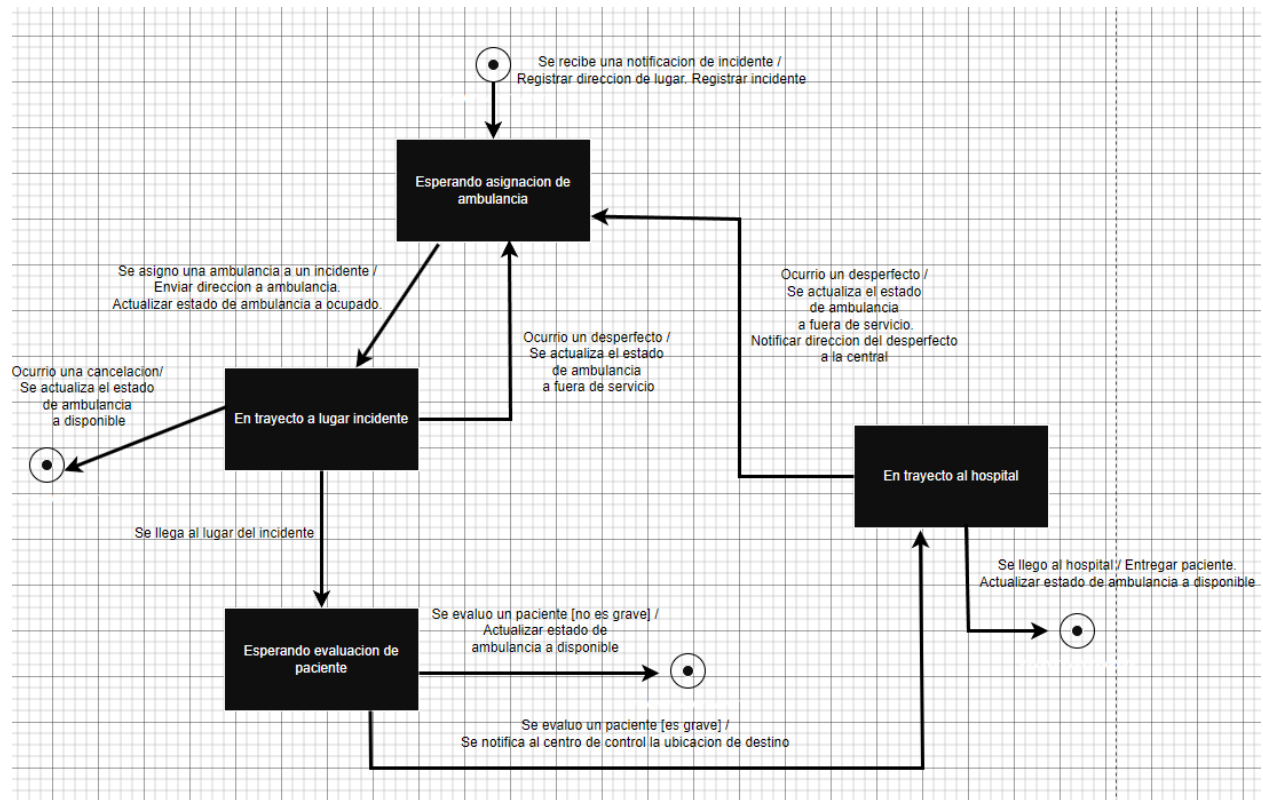 Se recibe una notificacion de incidente /
Registrar direccion de lugar. Registrar incidente
Esperando asignacion de
ambulancia
Se asigno una ambulancia a un incidente /
Enviar direccion a ambulancia.
Actualizar estado de ambulancia a ocupado.
Ocurrio un desperfecto /
Se actualiza el estado
de ambulancia
a fuera de servicio.
Notificar direccion del desperfecto
a la central
Ocurrio un desperfecto /
Se actualiza el estado
de ambulancia
a fuera de servicio
Ocurrio una cancelacion/
Se actualiza el estado
de ambulancia
a disponible
En trayecto a lugar incidente
En trayecto al hospital
Se llega al lugar del incidente
Se llego al hospital / Entregar paciente.
Actualizar estado de ambulancia a disponible
Esperando evaluacion de
paciente
Se evaluo un paciente [no es grave] /
Actualizar estado de
ambulancia a disponible
Se evaluo un paciente [es grave] /
Se notifica al centro de control la ubicacion de destino